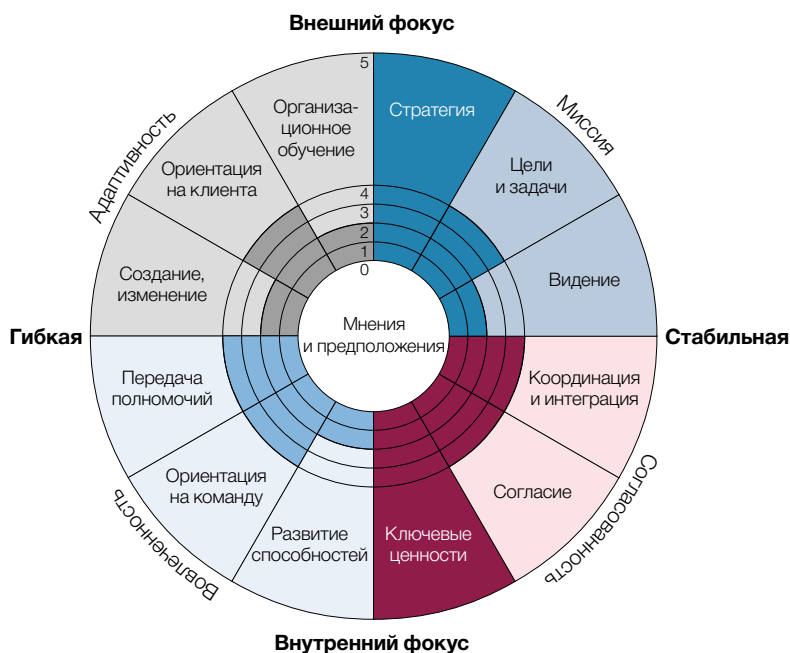 Внешний фокус
5
Организа-
ционное
обучение
Стратегия
Адаптивность
Миссия
Ориентация
на клиента
Цели
и задачи
4
3
2
1
0
Создание,
изменение
Видение
Мнения
и предположения
Гибкая
Стабильная
Передача
полномочий
Координация
и интеграция
Ориентация
на команду
Согласие
Вовлеченность
Согласованность
Развитие
способностей
Ключевые
ценности
Внутренний фокус